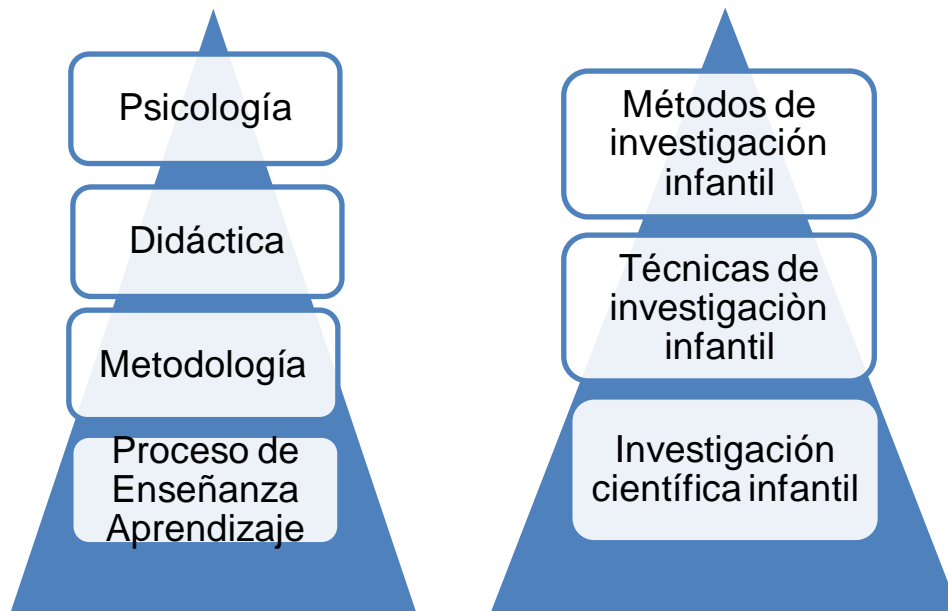 Psicología
Didáctica
Metodología
Proceso de
Enseñanza
Aprendizaje
Métodos de
investigación
infantil
Técnicas de
investigaciòn
infantil
Investigación
científica infantil